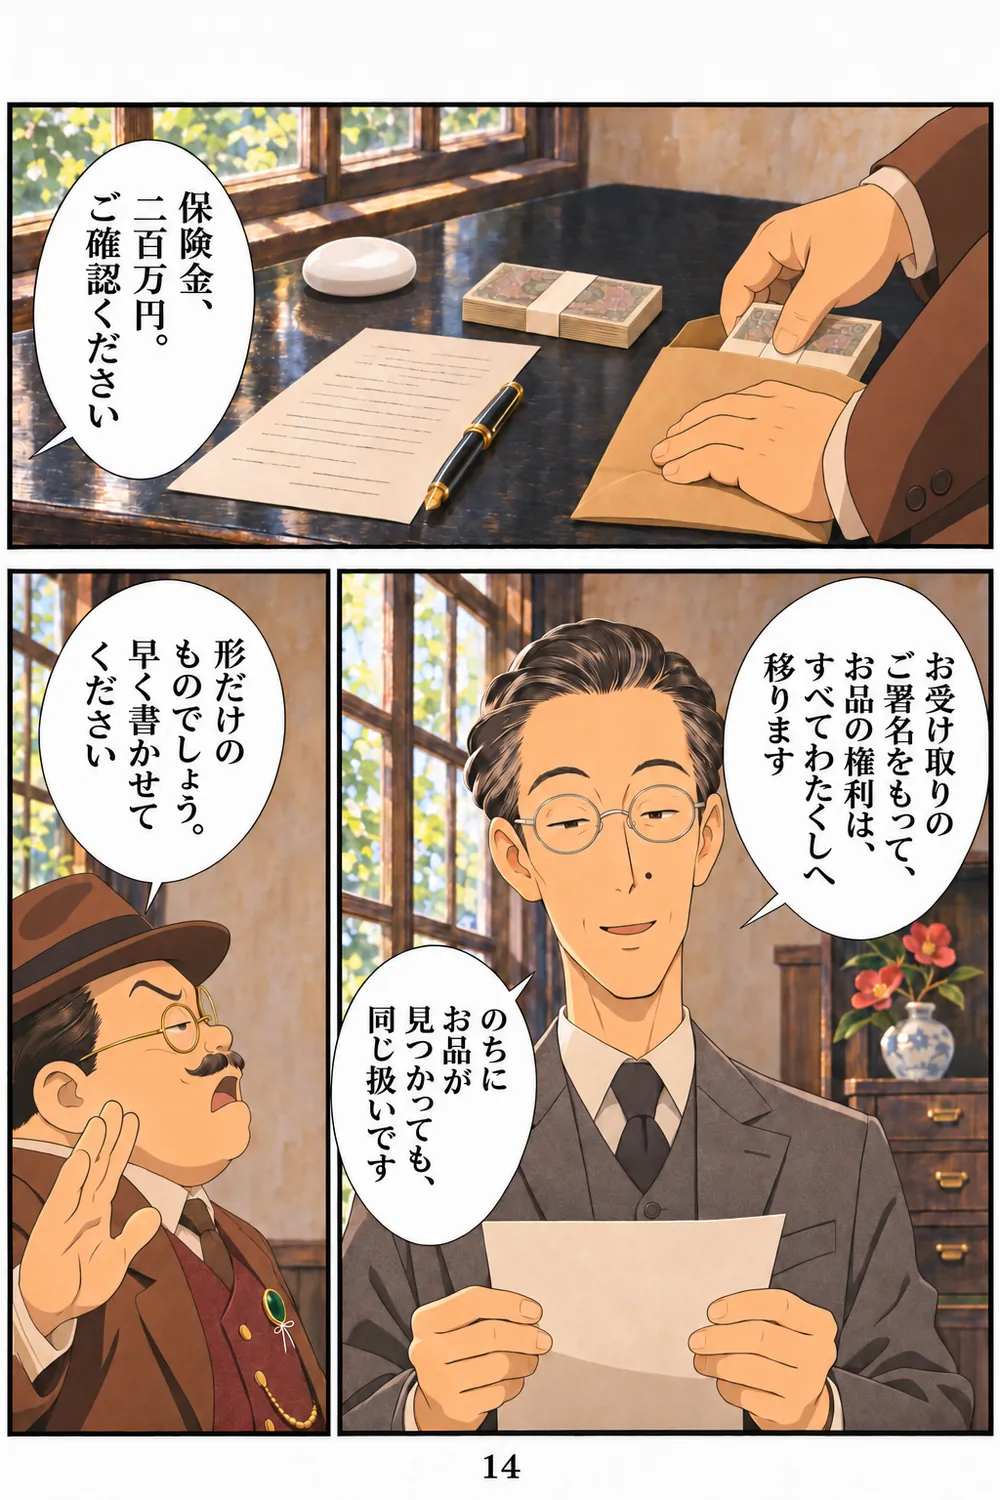 保険金、
二百万円。
ご確認ください
お受け取りの
ご署名をもって、
お品の権利は、
すべてわたくしへ
移ります
のちに
お品が
見つかっても、
同じ扱いです
形だけの
ものでしょう。
早く書かせて
ください
14